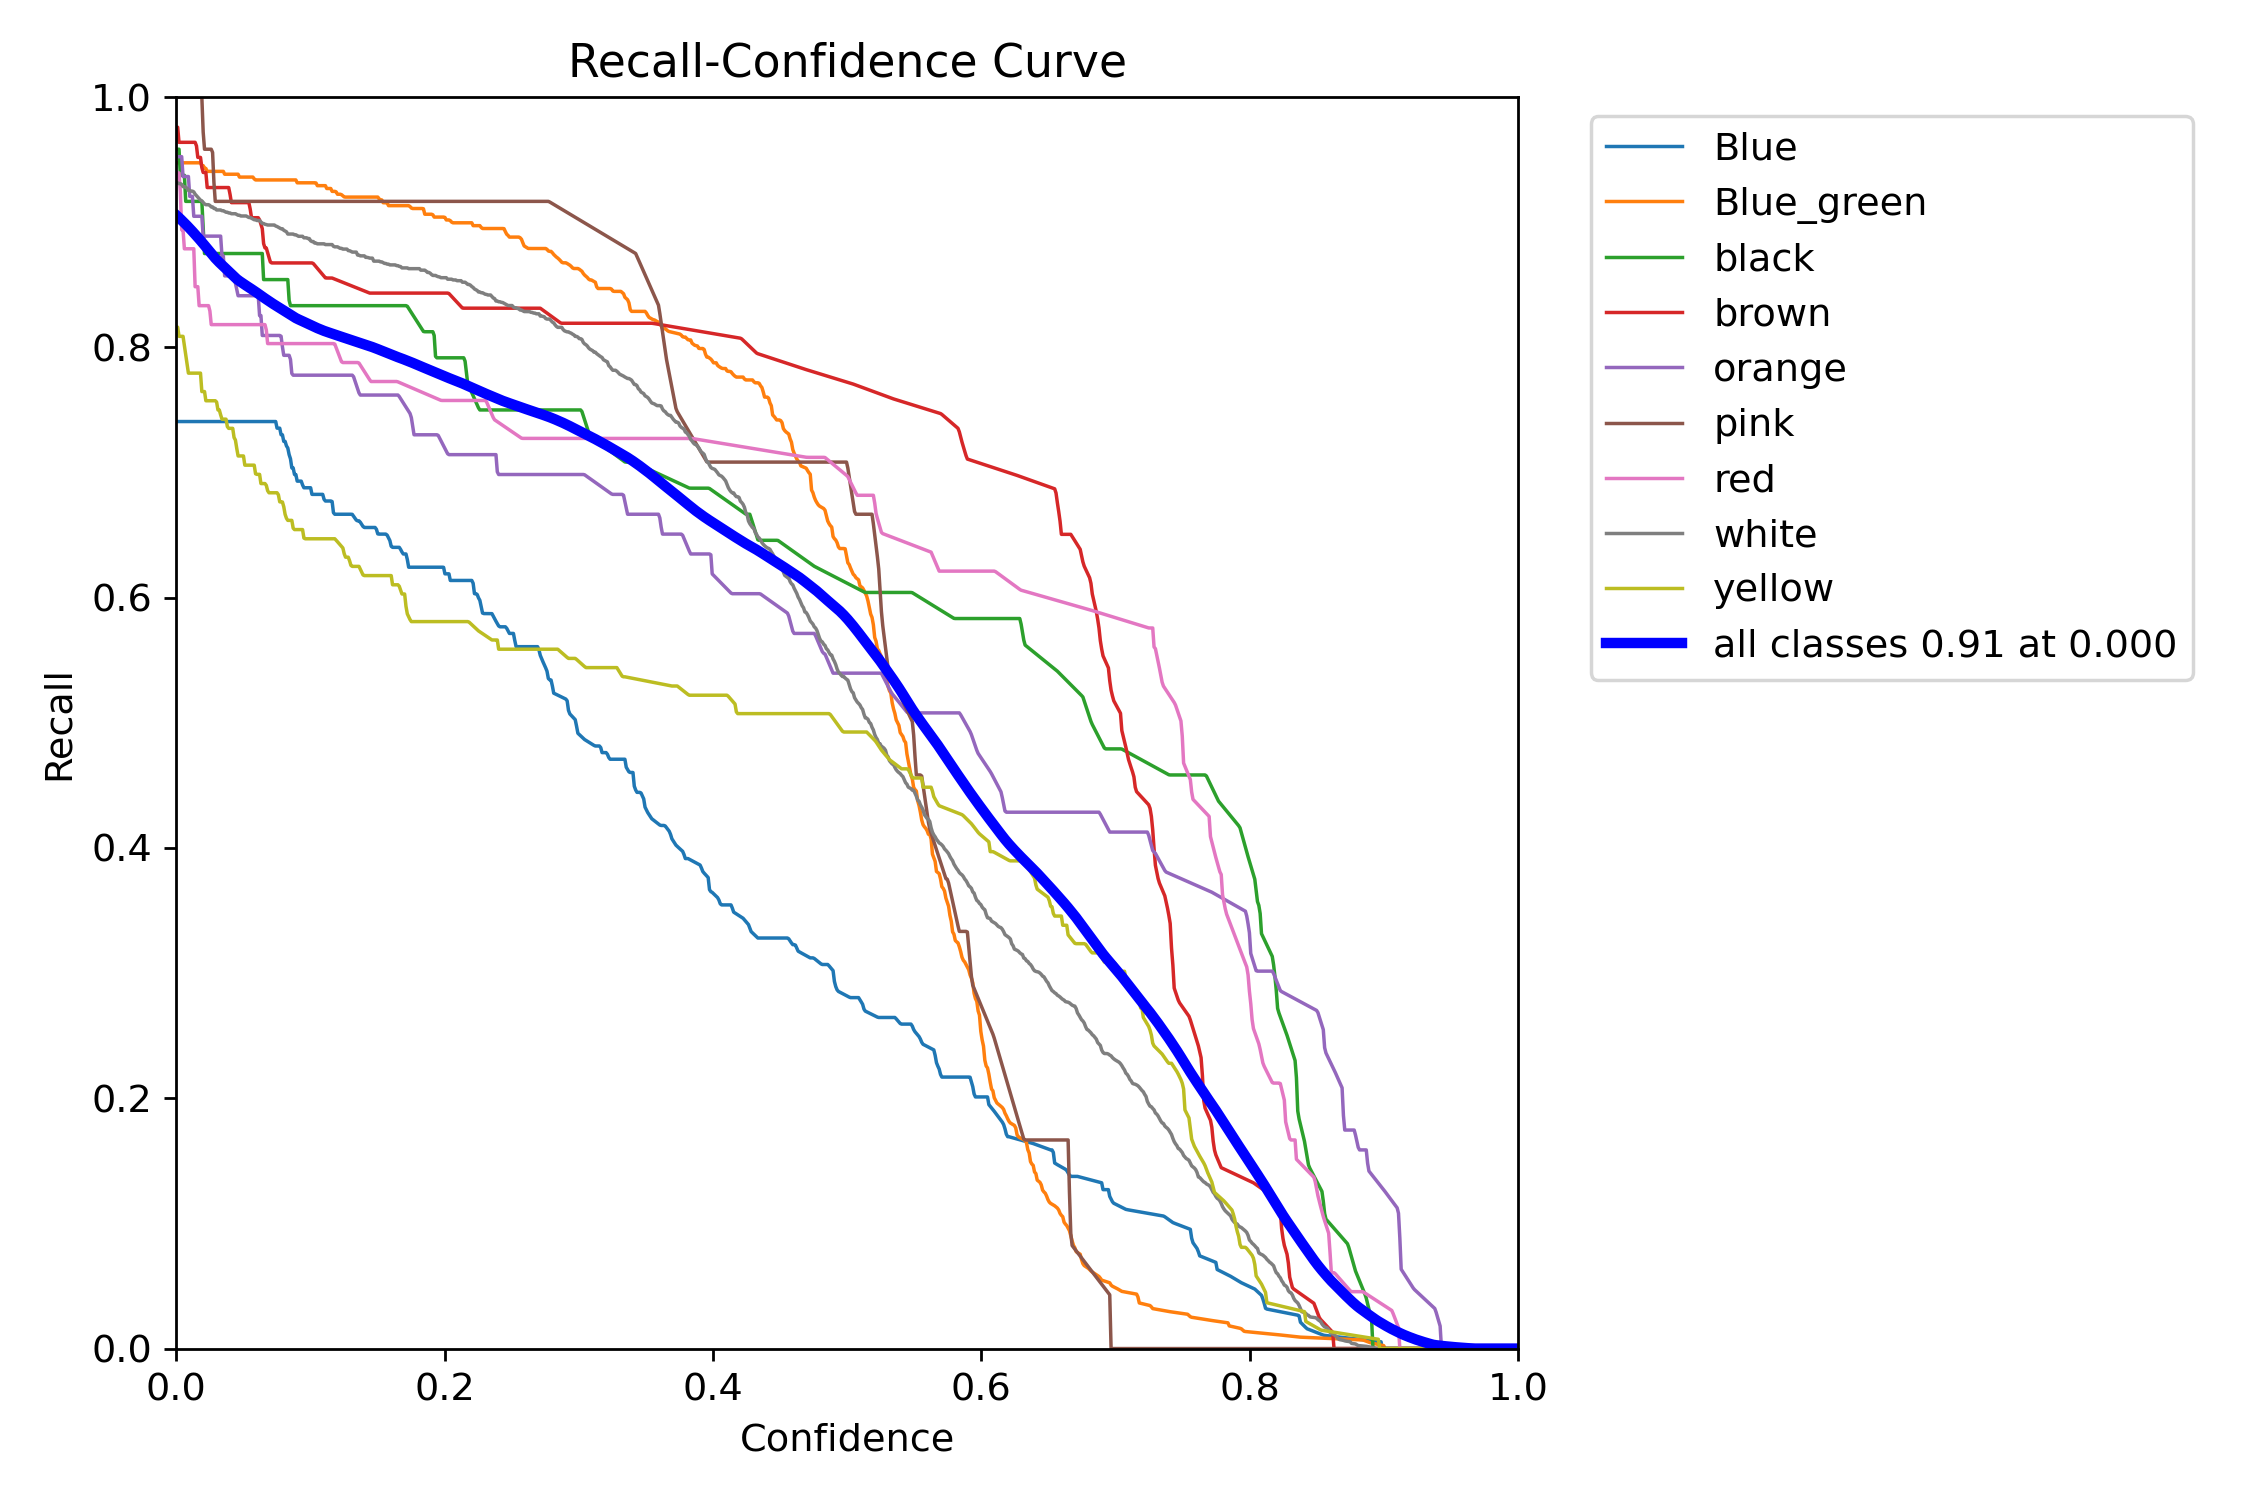 Recall-Confidence Curve
1.0
0.8
0.6
0.4
0.2
0.0
Recall
0.0 0.2 0.4 0.6 0.8 1.0
Confidence
Blue
Blue_green
black
brown
orange
pink
red
white
yellow
all classes 0.91 at 0.000